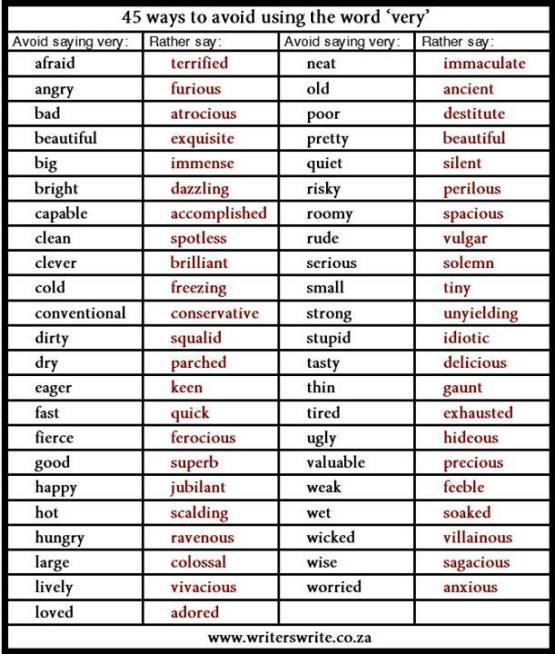 45 ways to avoid using the word ‘very’
Avoid saying very: Rather say: Avoid saying very: Rather say:
afraid terrified neat immaculate
angry furious old ancient
bad atrocious poor destitute
beautiful exquisite pretty beautiful
big immense quiet silent
bright dazzling risky perilous
capable accomplished roomy spacious
clean spotless rude vulgar
clever brilliant serious solemn
cold freezing small tiny
conventional conservative strong unyielding
dirty squalid stupid idiotic
dry parched tasty delicious
eager keen thin gaunt
fast quick tired exhausted
fierce ferocious ugly hideous
good superb valuable precious
happy jubilant weak feeble
hot scalding wet soaked
hungry ravenous wicked villainous
large colossal wise sagacious
lively vivacious worried anxious
loved adored
www.writerswrite.co.za